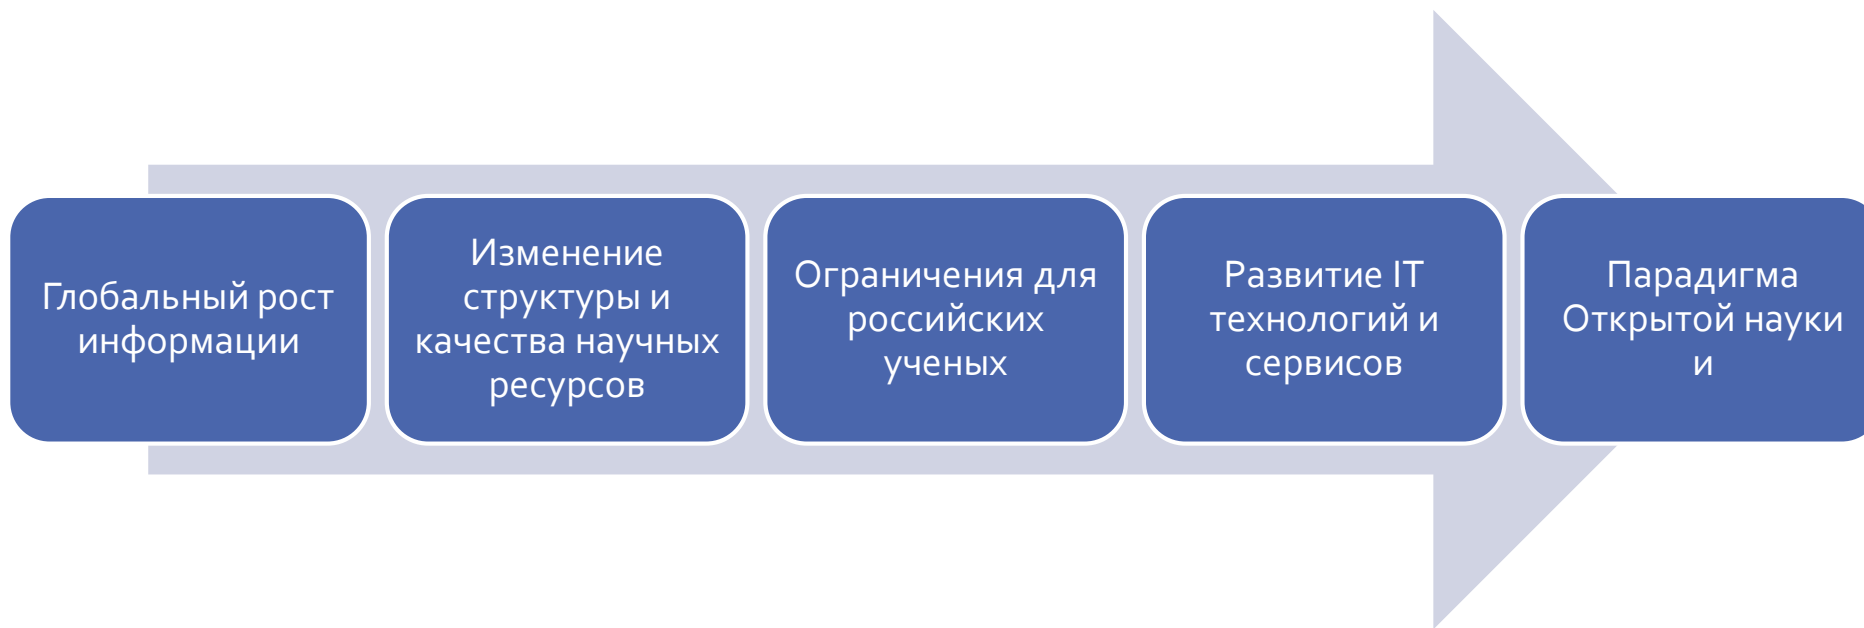 Глобальный рост
информации
Изменение
структуры и
качества научных
ресурсов
Ограничения для
российских
ученых
Развитие IT
технологий и
сервисов
Парадигма
Открытой науки
и